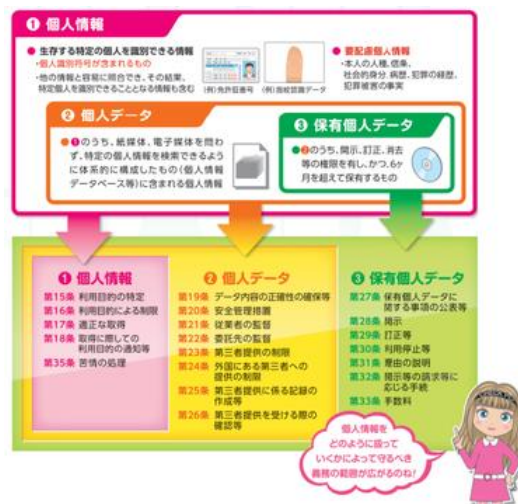 ❶ 個人情報
● 生存する特定の個人を識別できる情報
・個人識別符号が含まれるもの
・他の情報と容易に照合でき、その結果、
特定個人を識別できることとなる情報も含む
(例)免許証番号
(例)指紋認識データ
● 要配慮個人情報
・本人の人種、信条、
社会的身分、病歴、犯罪の経歴、
犯罪被害の事実
❷ 個人データ
●❶のうち、紙媒体、電子媒体を問わ
ず、特定の個人情報を検索できるよう
に体系的に構成したもの(個人情報
データベース等)に含まれる個人情報
❸ 保有個人データ
●❷のうち、開示、訂正、消去
等の権限を有し、かつ、6ヶ
月を超えて保有するもの
❶ 個人情報
第15条 利用目的の特定
第16条 利用目的による制限
第17条 適正な取得
第18条 取得に際しての
利用目的の通知等
第35条 苦情の処理
❷ 個人データ
第19条 データ内容の正確性の確保等
第20条 安全管理措置
第21条 従業者の監督
第22条 委託先の監督
第23条 第三者提供の制限
第24条 外国にある第三者への
提供の制限
第25条 第三者提供に係る記録の
作成等
第26条 第三者提供を受ける際の
確認等
❸ 保有個人データ
第27条 保有個人データに
関する事項の公表等
第28条 開示
第29条 訂正等
第30条 利用停止等
第31条 理由の説明
第32条 開示等の請求等に
応じる手続
第33条 手数料
個人情報を
どのように扱って
いくかによって守るべき
義務の範囲が広がるのね!